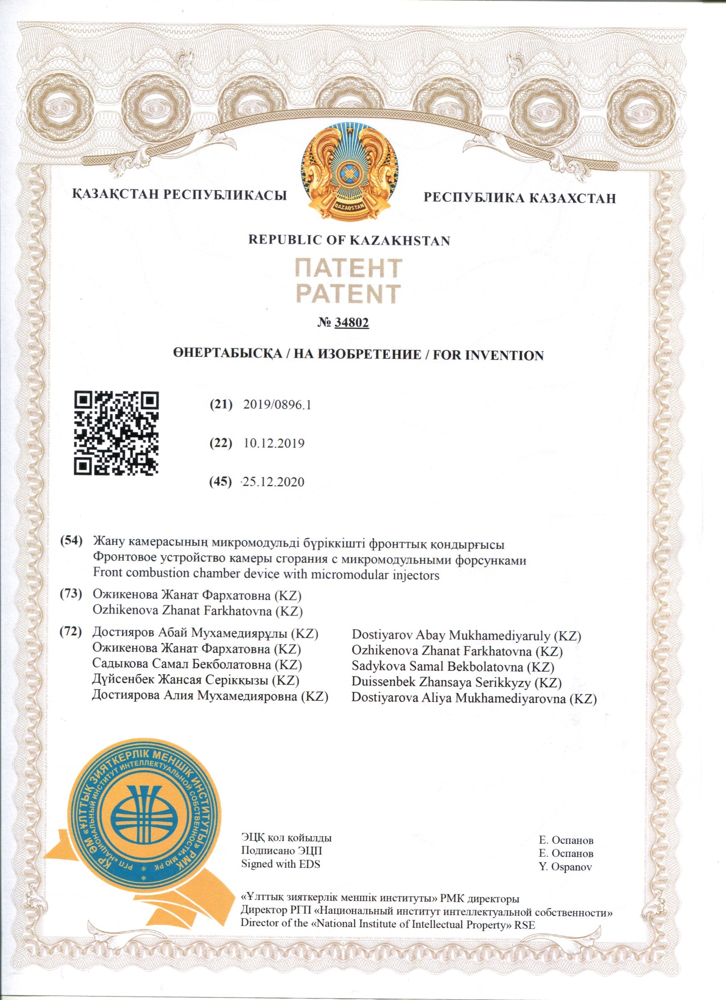 ҚАЗАҚСТАН РЕСПУБЛИКАСЫ
РЕСПУБЛИКА КАЗАХСТАН
QAZAQSTAN
REPUBLIC OF KAZAKHSTAN
ПАТЕНТ
PATENT
№ 34802
ӨНЕРТАБЫСҚА / НА ИЗОБРЕТЕНИЕ / FOR INVENTION
(21) 2019/0896.1
(22) 10.12.2019
(45) 25.12.2020
(54) Жану камерасының микромодульді бүріккішті фронттық қондырғысы
Фронтовое устройство камеры сгорания с микромодульными форсунками
Front combustion chamber device with micromodular injectors
(73) Ожикенова Жанат Фархатовна (KZ)
Ozhikenova Zhanat Farkhatovna (KZ)
(72) Достияров Абай Мухамедиярұлы (KZ) Dostiyarov Abay Mukhamediyaruly (KZ)
Ожикенова Жанат Фархатовна (KZ) Ozhikenova Zhanat Farkhatovna (KZ)
Садыкова Самал Бекболатовна (KZ) Sadykova Samal Bekbolatovna (KZ)
Дүйсенбек Жансая Серікқызы (KZ) Duissenbek Zhansaya Serikkyzy (KZ)
Достиярова Алия Мухамедияровна (KZ) Dostiyarova Aliya Mukhamediyarovna (KZ)
ҚР ӘМ «ҰЛТТЫҚ ЗИЯТКЕРЛІК МЕНШІК ИНСТИТУТЫ» РМК
РГП «НАЦИОНАЛЬНЫЙ ИНСТИТУТ ИНТЕЛЛЕКТУАЛЬНОЙ СОБСТВЕННОСТИ» МЮ РК
ЭЦҚ қол қойылды Е. Оспанов
Подписано ЭЦП Е. Оспанов
Signed with EDS Y. Ospanov
«Ұлттық зияткерлік меншік институты» РМК директоры
Директор РГП «Национальный институт интеллектуальной собственности»
Director of the «National Institute of Intellectual Property» RSE